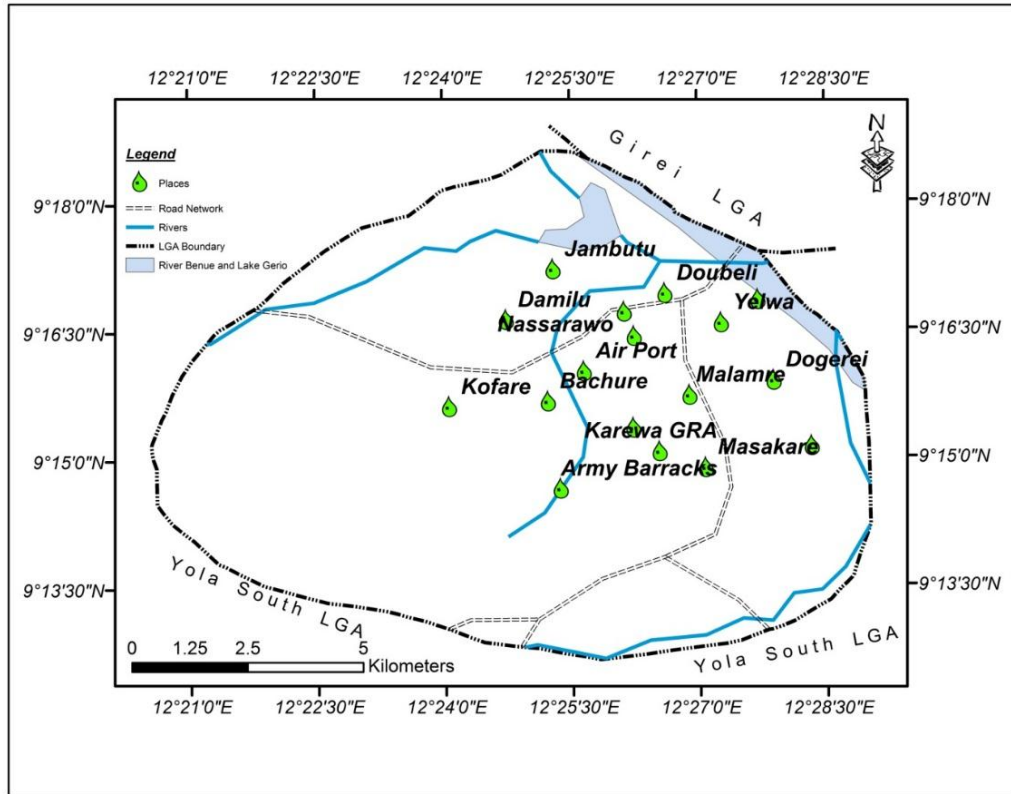 12°21'0"E 12°22'30"E 12°24'0"E 12°25'30"E 12°27'0"E 12°28'30"E
N
Girei LGA
Legend
Places
Road Network
Rivers
LGA Boundary
River Benue and Lake Gerio
9°18'0"N 9°18'0"N
Jambutu
Doubeli
Damilu
Yelwa
9°16'30"N 9°16'30"N
Nassarawo
Air Port
Dogerei
Kofare
Bachure
Malamre
Karewa GRA
Masakare
9°15'0"N 9°15'0"N
Army Barracks
9°13'30"N 9°13'30"N
Yola South LGA
Yola South LGA
0 1.25 2.5 5
Kilometers
12°21'0"E 12°22'30"E 12°24'0"E 12°25'30"E 12°27'0"E 12°28'30"E